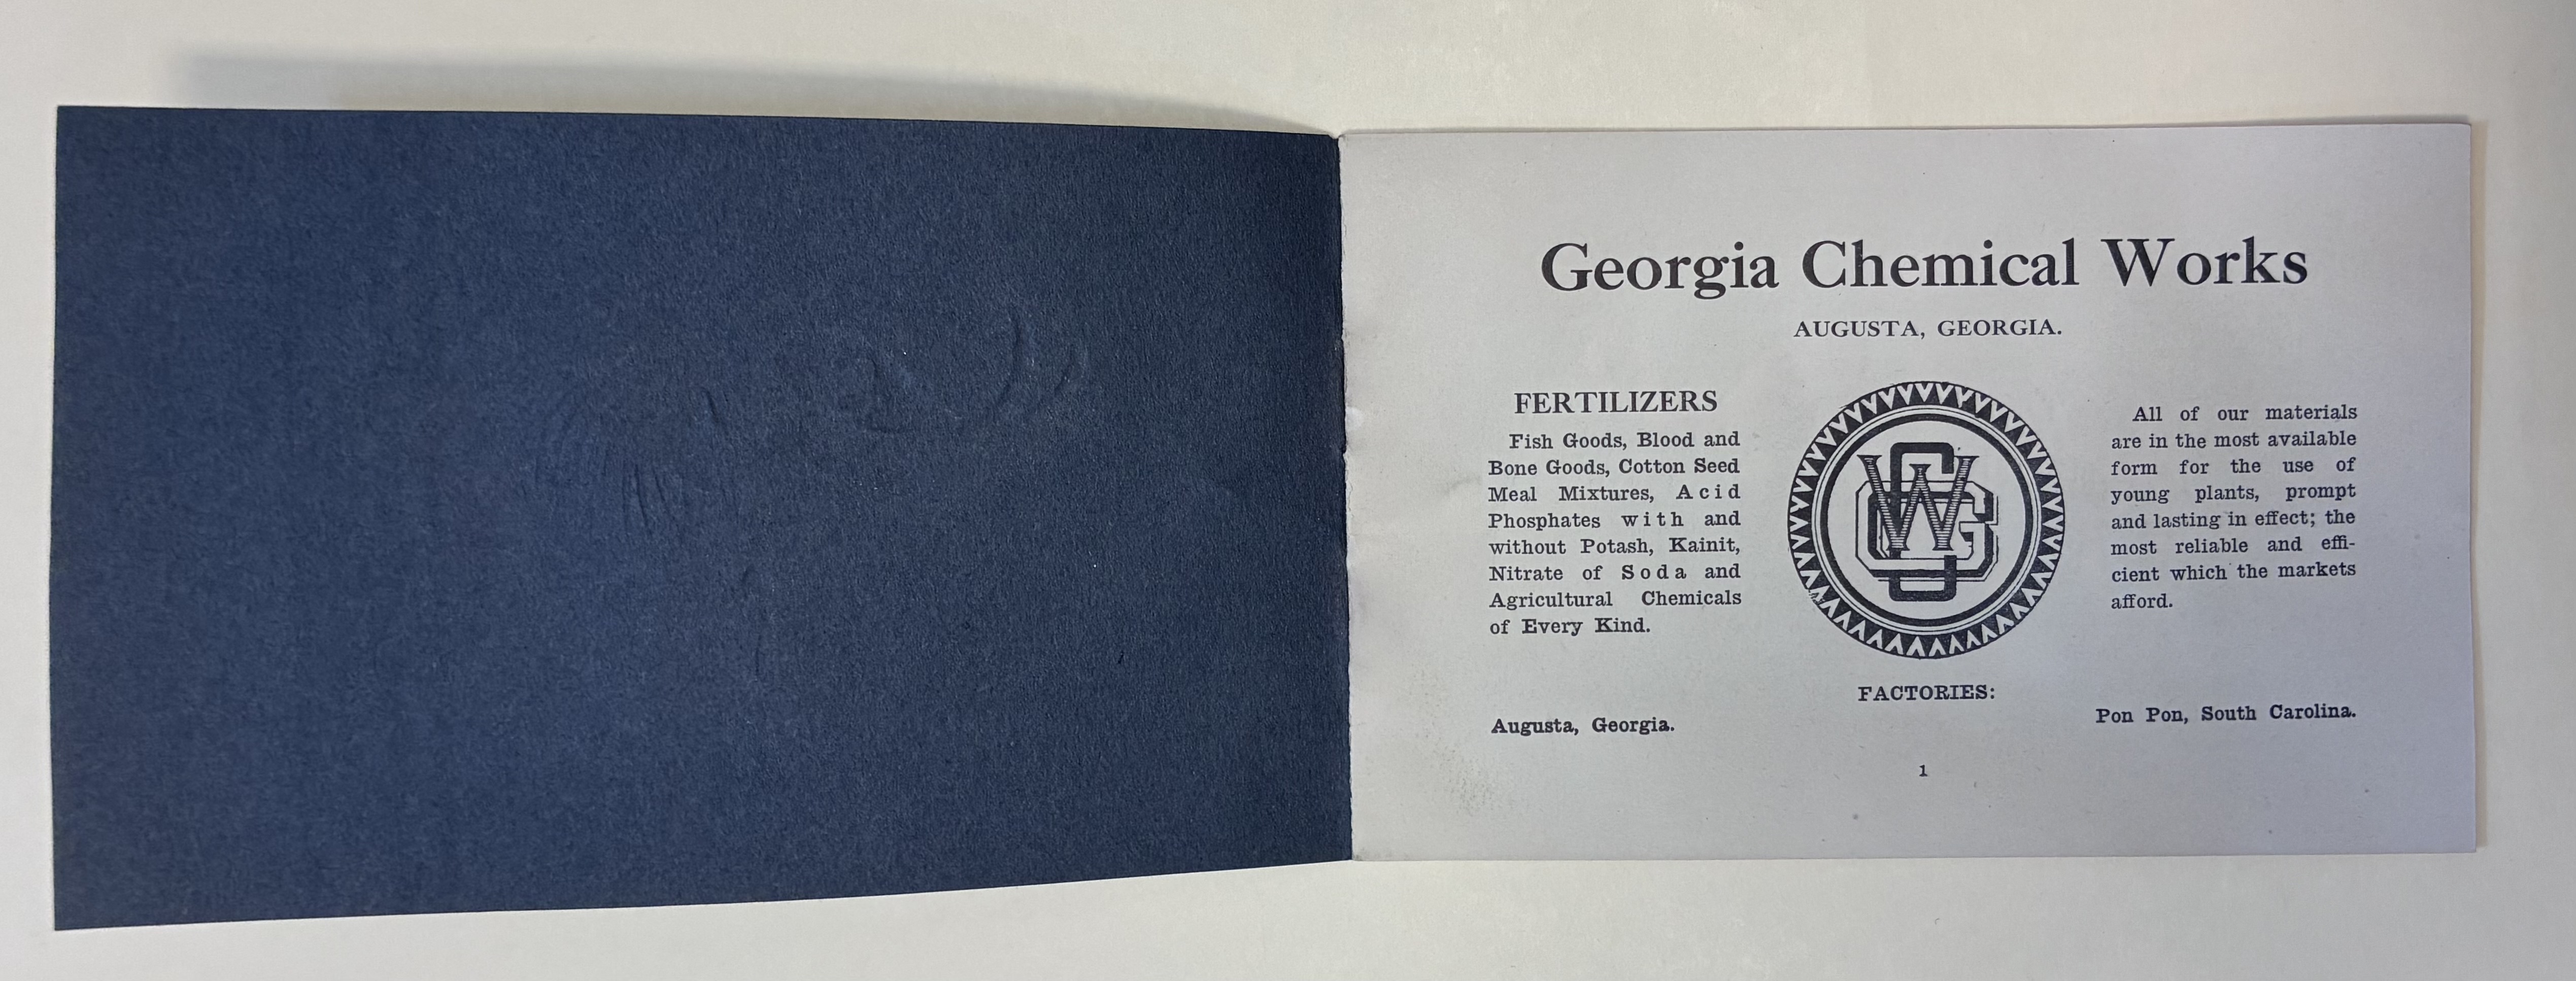 Georgia Chemical Works
AUGUSTA, GEORGIA.
FERTILIZERS
Fish Goods, Blood and
Bone Goods, Cotton Seed
Meal Mixtures, Acid
Phosphates with and
without Potash, Kainit,
Nitrate of Soda and
Agricultural Chemicals
of Every Kind.
GCW
All of our materials
are in the most available
form for the use of
young plants, prompt
and lasting in effect; the
most reliable and effi-
cient which the markets
afford.
FACTORIES:
Augusta, Georgia.
Pon Pon, South Carolina.
1